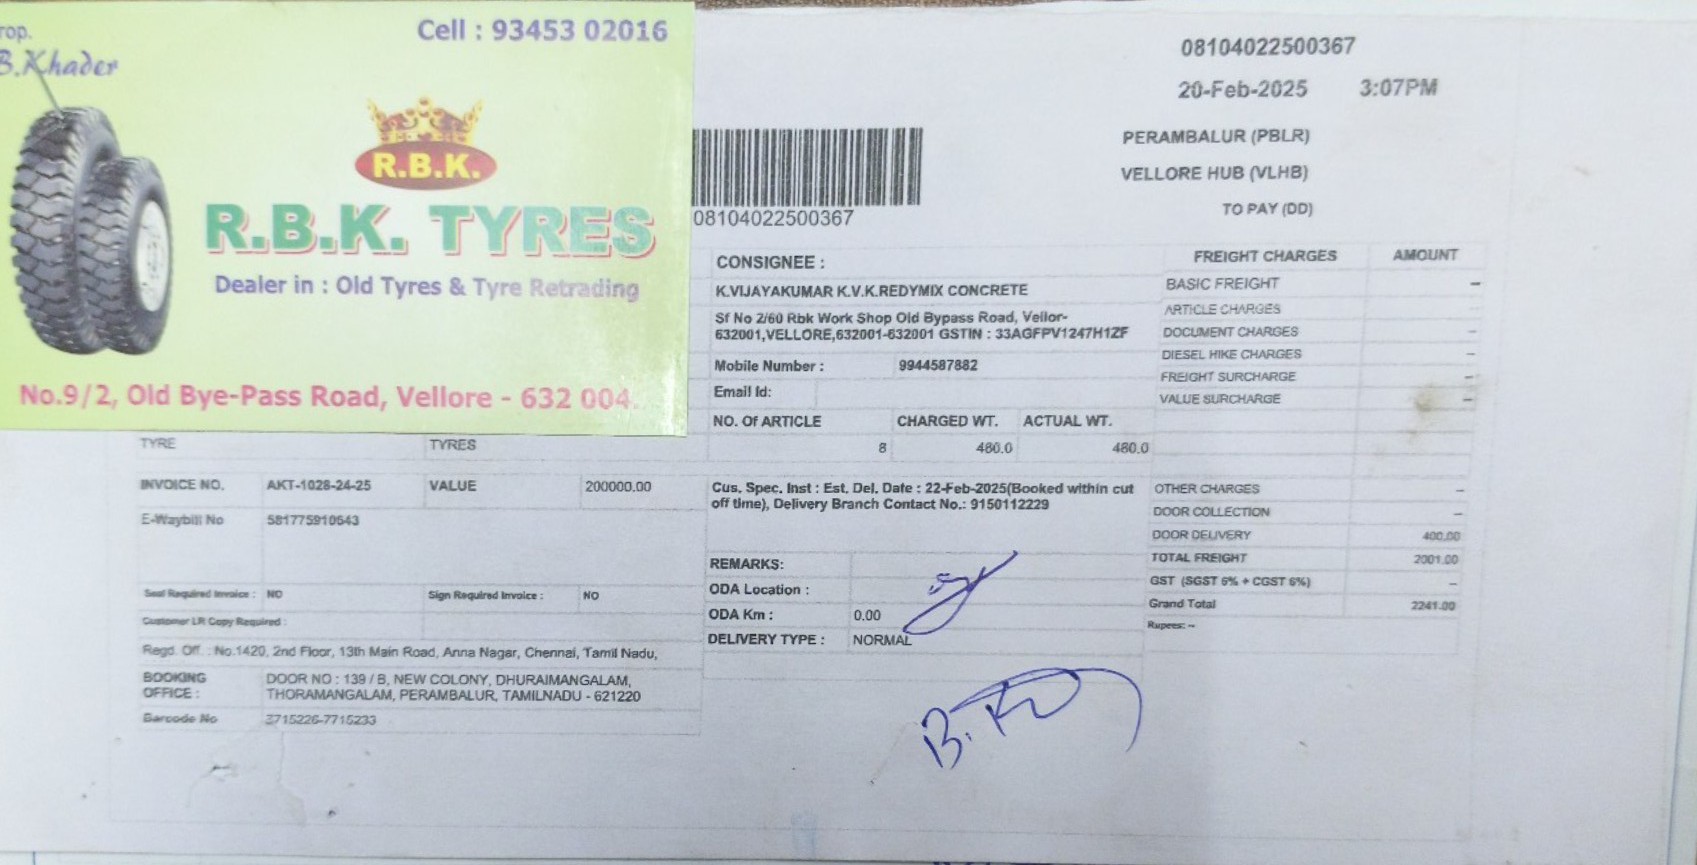 rop.
B.Khader
Cell : 93453 02016
R.B.K.
R.B.K. TYRES
Dealer in : Old Tyres & Tyre Retrading
No.9/2, Old Bye-Pass Road, Vellore - 632 004.
08104022500367
20-Feb-2025 3:07PM
PERAMBALUR (PBLR)
VELLORE HUB (VLHB)
TO PAY (DD)
08104022500367
CONSIGNEE :
K.VIJAYAKUMAR K.V.K.REDYMIX CONCRETE
Sf No 2/60 Rbk Work Shop Old Bypass Road, Vellor-
632001,VELLORE,632001-632001 GSTIN : 33AGFPV1247H1ZF
Mobile Number : 9944587882
Email Id:
NO. Of ARTICLE CHARGED WT. ACTUAL WT.
8 480.0 480.0
FREIGHT CHARGES AMOUNT
BASIC FREIGHT -
ARTICLE CHARGES -
DOCUMENT CHARGES -
DIESEL HIKE CHARGES -
FREIGHT SURCHARGE -
VALUE SURCHARGE -
TYRE TYRES
INVOICE NO. AKT-1028-24-25 VALUE 200000.00
E-Waybill No 581775910643
Seal Required Invoice : NO Sign Required Invoice : NO
Customer LR Copy Required :
Regd. Off. : No.1420, 2nd Floor, 13th Main Road, Anna Nagar, Chennai, Tamil Nadu,
BOOKING OFFICE : DOOR NO : 139 / B, NEW COLONY, DHURAIMANGALAM,
THORAMANGALAM, PERAMBALUR, TAMILNADU - 621220
Barcode No 7715226-7715233
Cus. Spec. Inst : Est. Del. Date : 22-Feb-2025(Booked within cut
off time), Delivery Branch Contact No.: 9150112229
REMARKS:
ODA Location :
ODA Km : 0.00
DELIVERY TYPE : NORMAL
OTHER CHARGES -
DOOR COLLECTION -
DOOR DELIVERY 400.00
TOTAL FREIGHT 2001.00
GST (SGST 6% + CGST 6%) -
Grand Total 2241.00
Rupees: --